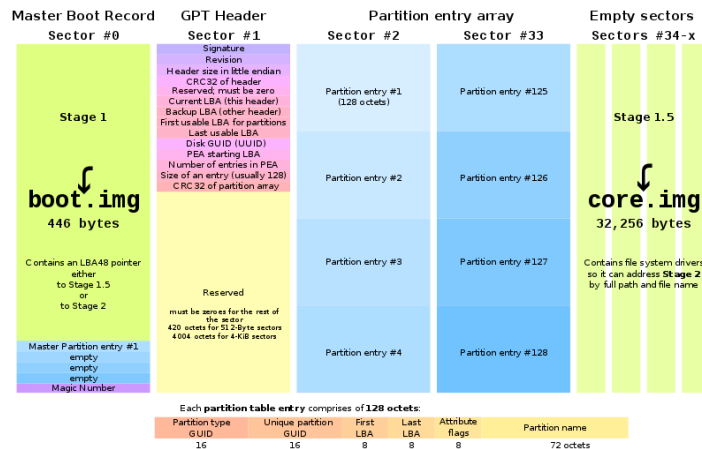 Master Boot Record
Sector #0
Stage 1
boot.img
446 bytes
Contains an LBA48 pointer
either
to Stage 1.5
or
to Stage 2
Master Partition entry #1
empty
empty
empty
Magic Number
GPT Header
Sector #1
Signature
Revision
Header size in little endian
CRC32 of header
Reserved; must be zero
Current LBA (this header)
Backup LBA (other header)
First usable LBA for partitions
Last usable LBA
Disk GUID (UUID)
PEA starting LBA
Number of entries in PEA
Size of an entry (usually 128)
CRC32 of partition array
Reserved
must be zeroes for the rest of
the sector
420 octets for 512-Byte sectors
4004 octets for 4-KiB sectors
Partition entry array
Sector #2
Partition entry #1
(128 octets)
Partition entry #2
Partition entry #3
Partition entry #4
Sector #33
Partition entry #125
Partition entry #126
Partition entry #127
Partition entry #128
Empty sectors
Sectors #34-x
Stage 1.5
core.img
32,256 bytes
Contains file system drivers
so it can address Stage 2
by full path and file name
Each partition table entry comprises of 128 octets:
Partition type
GUID
16
Unique partition
GUID
16
First
LBA
8
Last
LBA
8
Attribute
flags
8
Partition name
72 octets